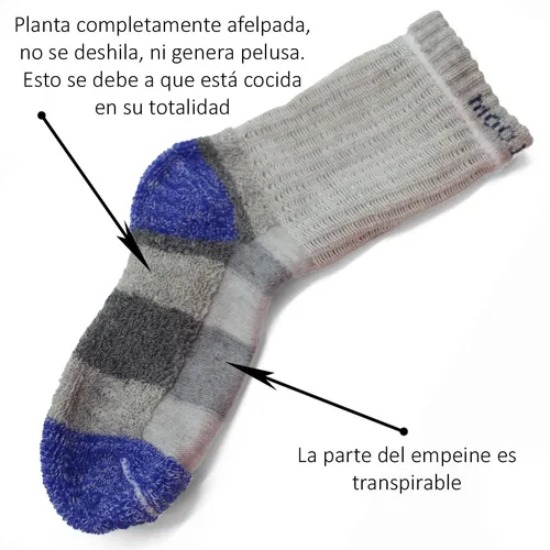 Planta completamente afelpada,
no se deshila, ni genera pelusa.
Esto se debe a que está cocida
en su totalidad
La parte del empeine es
transpirable